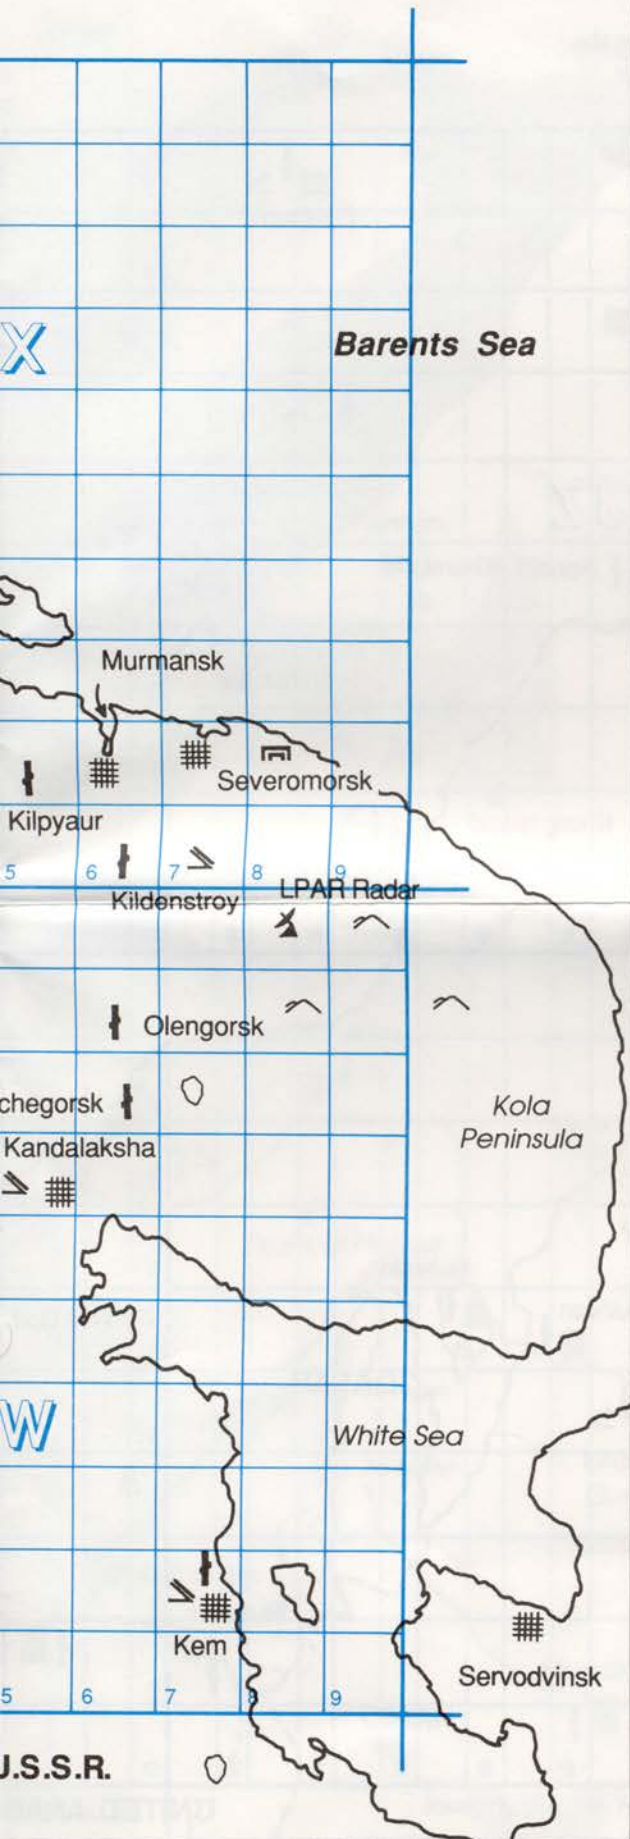 X
Barents Sea
Murmansk
Severomorsk
Kilpyaur
5 6 7 8 9
LPAR Radar
Kildenstroy
Olengorsk
chegorsk
Kola
Peninsula
Kandalaksha
W
White Sea
Kem
Servodvinsk
5 6 7 8 9
J.S.S.R.